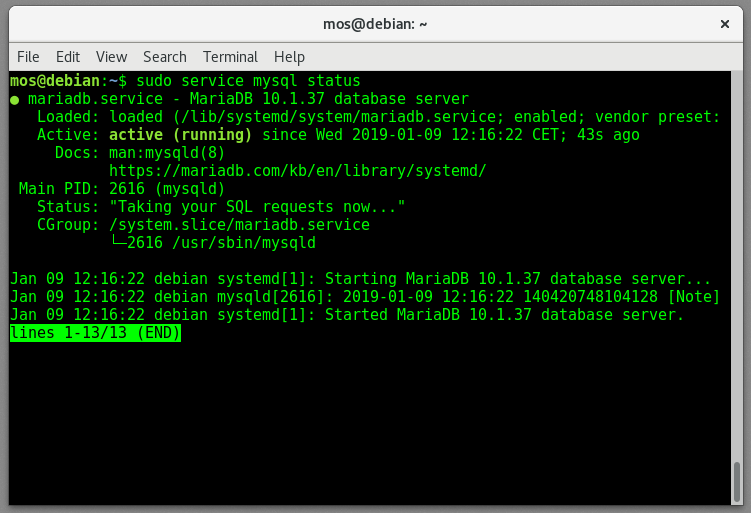 mos@debian: ~
File Edit View Search Terminal Help
mos@debian:~$ sudo service mysql status
● mariadb.service - MariaDB 10.1.37 database server
   Loaded: loaded (/lib/systemd/system/mariadb.service; enabled; vendor preset:
   Active: active (running) since Wed 2019-01-09 12:16:22 CET; 43s ago
     Docs: man:mysqld(8)
           https://mariadb.com/kb/en/library/systemd/
 Main PID: 2616 (mysqld)
   Status: "Taking your SQL requests now..."
   CGroup: /system.slice/mariadb.service
           └─2616 /usr/sbin/mysqld
Jan 09 12:16:22 debian systemd[1]: Starting MariaDB 10.1.37 database server...
Jan 09 12:16:22 debian mysqld[2616]: 2019-01-09 12:16:22 140420748104128 [Note]
Jan 09 12:16:22 debian systemd[1]: Started MariaDB 10.1.37 database server.
lines 1-13/13 (END)